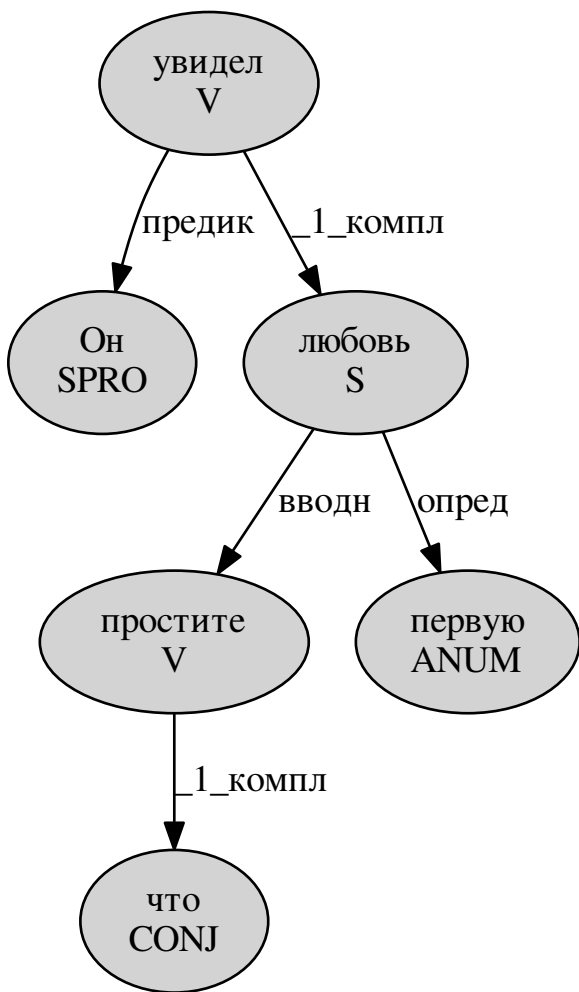 увидел
V
предик
_1_компл
Он
SPRO
любовь
S
вводн
опред
простите
V
первую
ANUM
_1_компл
что
CONJ